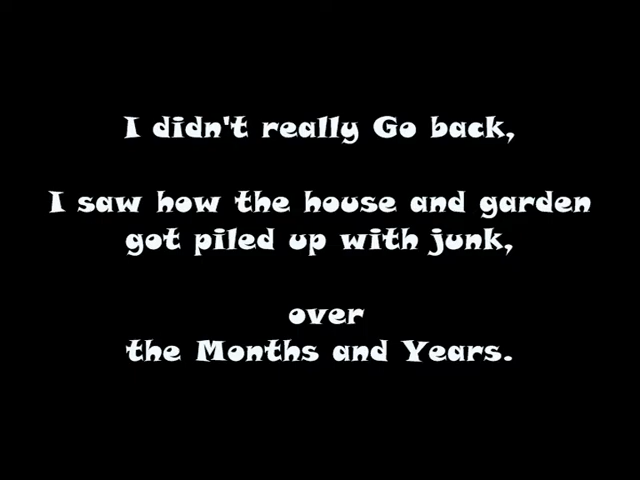 I didn't really Go back,
I saw how the house and garden
got piled up with junk,
over
the Months and Years.